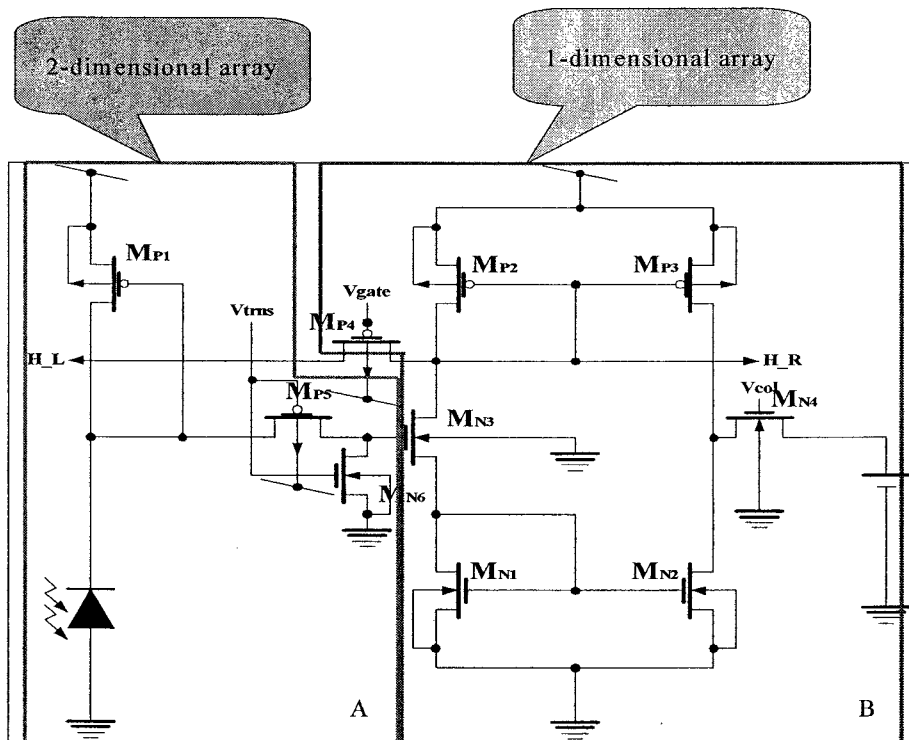 2-dimensional array
1-dimensional array
MP1
MP2
MP3
Vtrns
Vgate
MP4
H_L
H_R
MP5
MN3
Vcol
MN4
MN6
MN1
MN2
A
B